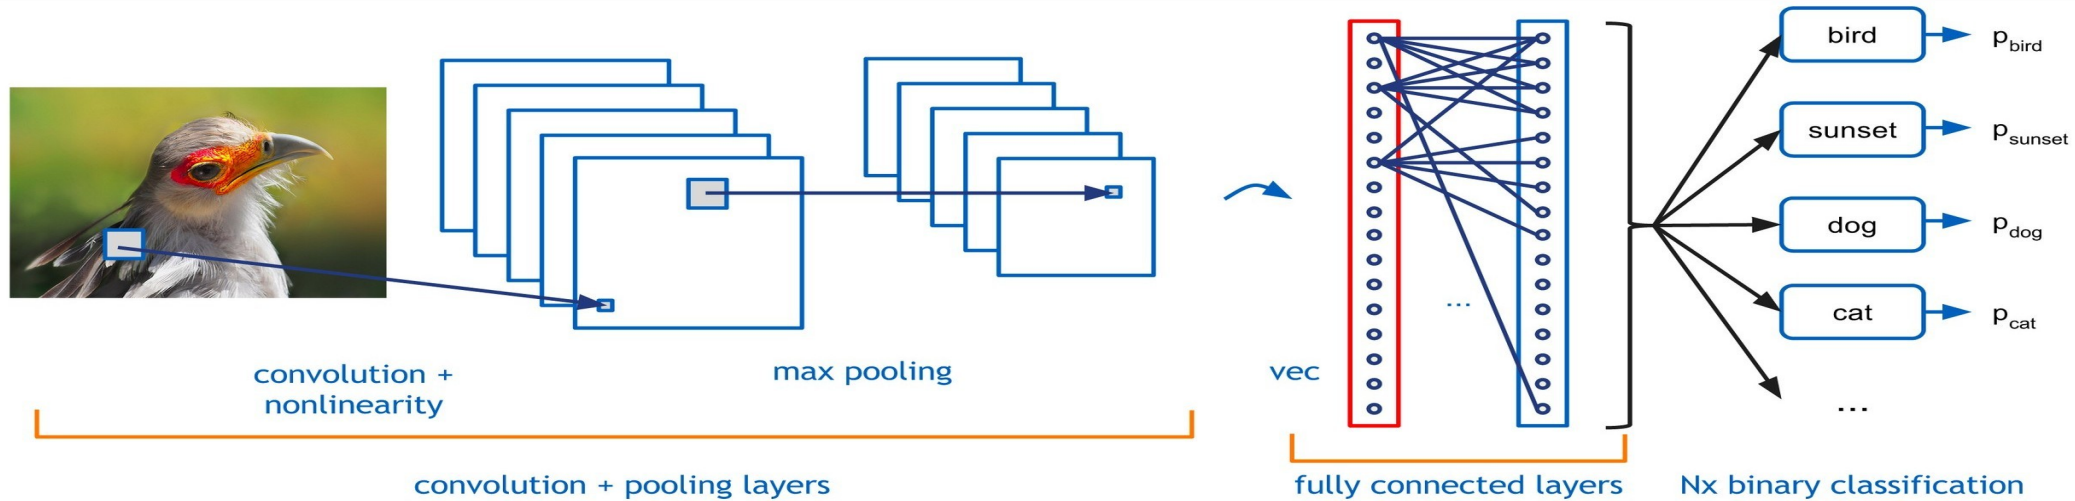 convolution +
nonlinearity
max pooling
vec
convolution + pooling layers
fully connected layers
Nx binary classification
...
bird
p_bird
sunset
p_sunset
dog
p_dog
cat
p_cat
...